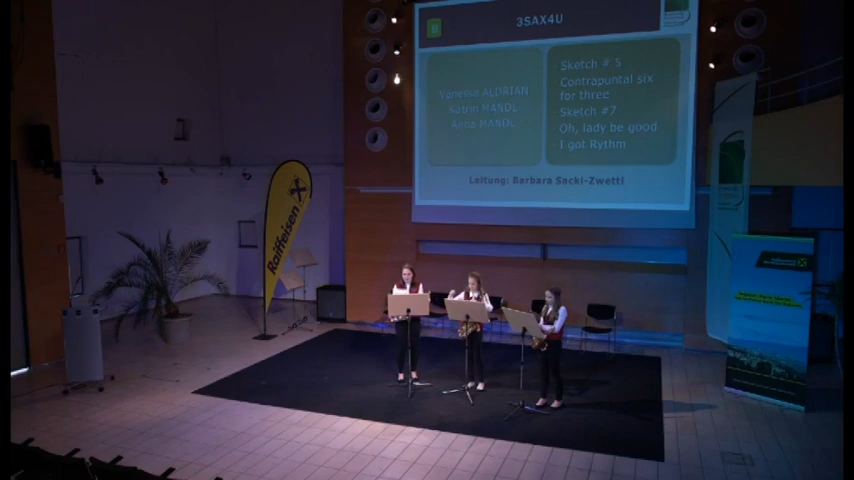 3SAX4U
Vanessa ALDRIAN
Katrin MANDL
Anna MANDL
Sketch # 5
Contrapuntal six
for three
Sketch #7
Oh, lady be good
I got Rythm
Leitung: Barbara Sacki-Zwettl
Raiffeisen